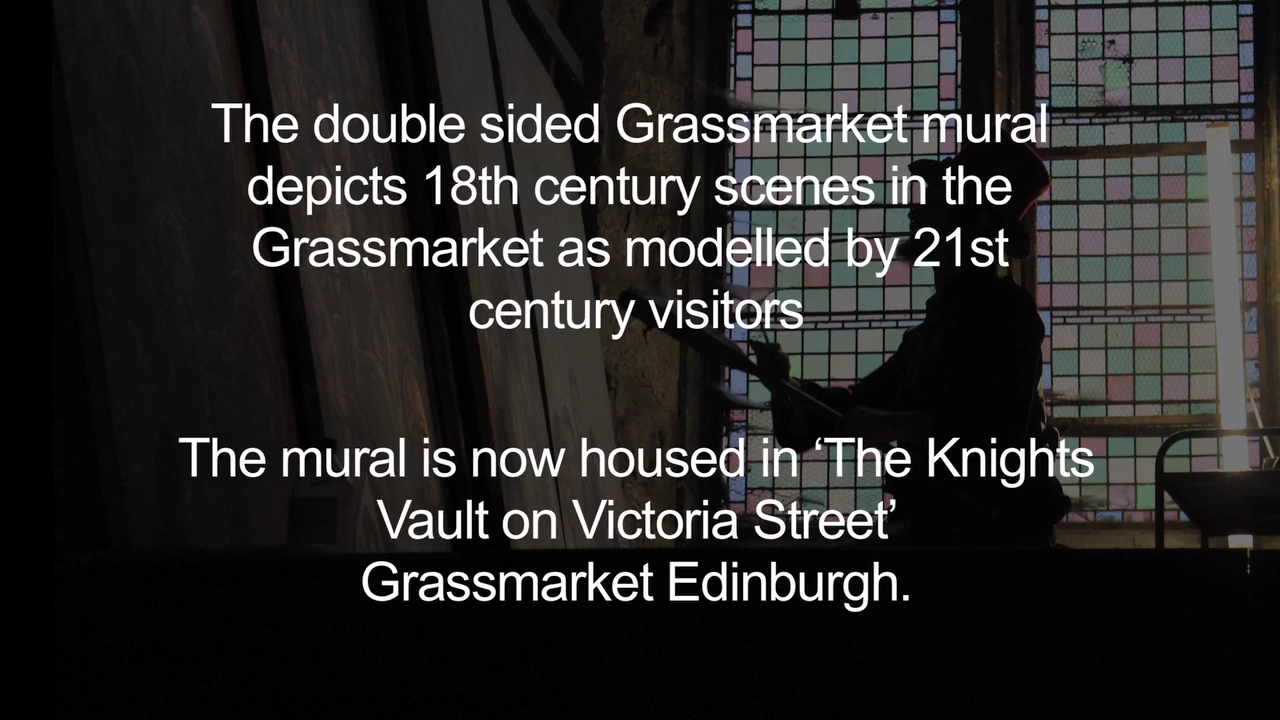 The double sided Grassmarket mural
depicts 18th century scenes in the
Grassmarket as modelled by 21st
century visitors
The mural is now housed in ‘The Knights
Vault on Victoria Street’
Grassmarket Edinburgh.